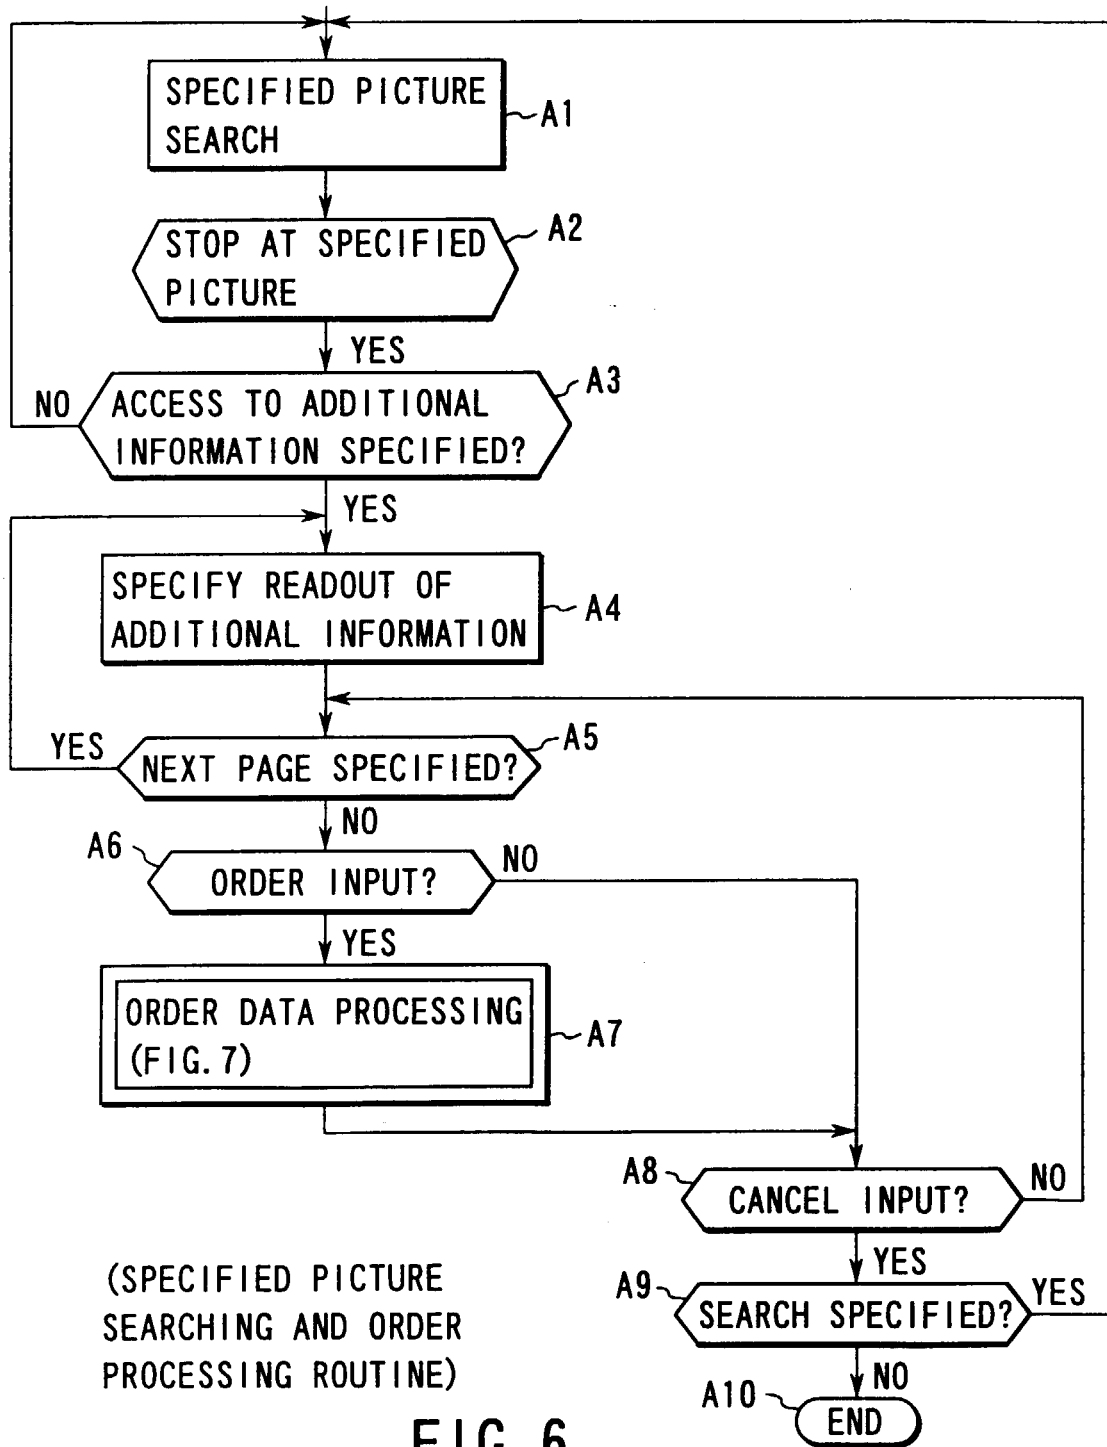 SPECIFIED PICTURE
SEARCH
A1
STOP AT SPECIFIED
PICTURE
A2
YES
ACCESS TO ADDITIONAL
INFORMATION SPECIFIED?
A3
NO
YES
SPECIFY READOUT OF
ADDITIONAL INFORMATION
A4
NEXT PAGE SPECIFIED?
A5
YES
NO
A6
ORDER INPUT?
NO
YES
ORDER DATA PROCESSING
(FIG. 7)
A7
A8
CANCEL INPUT?
NO
YES
A9
SEARCH SPECIFIED?
YES
NO
A10
END
(SPECIFIED PICTURE
SEARCHING AND ORDER
PROCESSING ROUTINE)
FIG. 6